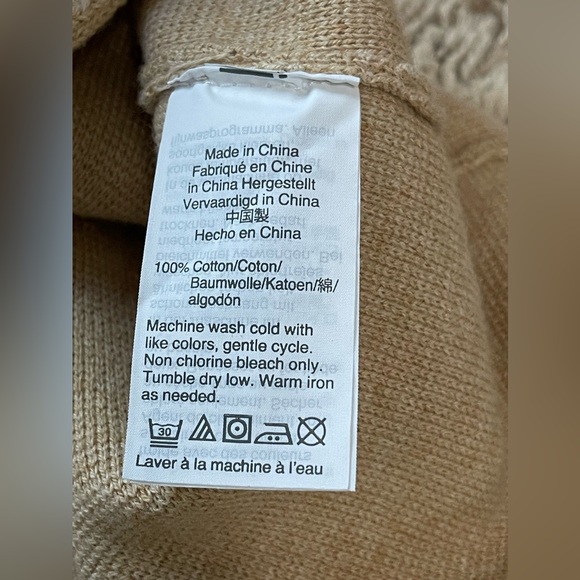 Made in China
Fabriqué en Chine
in China Hergestellt
Vervaardigd in China
中国製
Hecho en China
100% Cotton/Coton/
Baumwolle/Katoen/綿/
algodón
Machine wash cold with
like colors, gentle cycle.
Non chlorine bleach only.
Tumble dry low. Warm iron
as needed.
30
Laver à la machine à l'eau